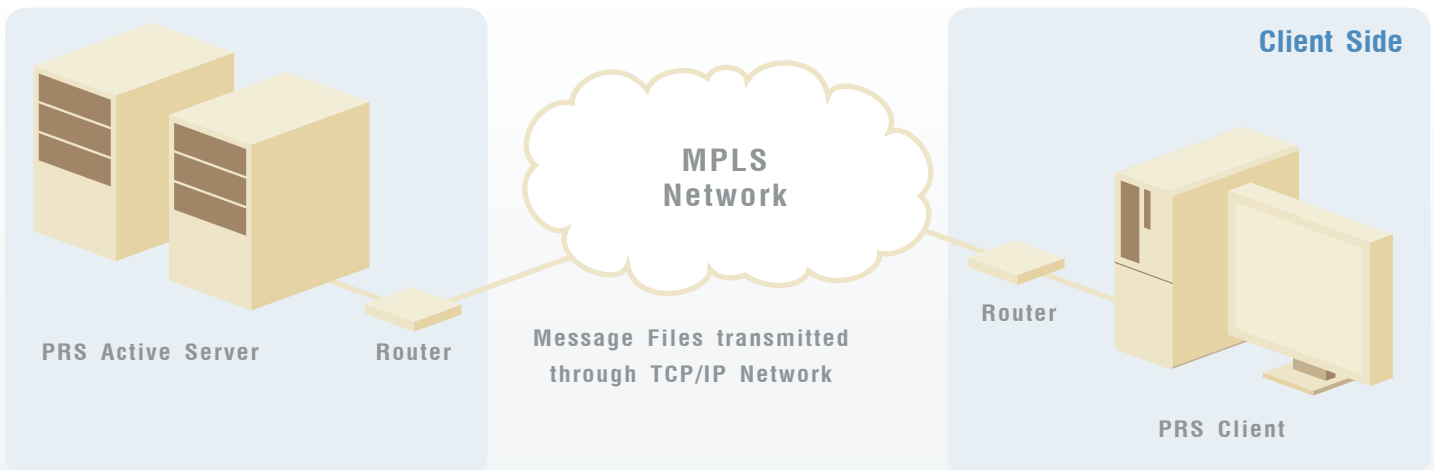 Client Side
MPLS
Network
PRS Active Server
Router
Message Files transmitted
through TCP/IP Network
Router
PRS Client